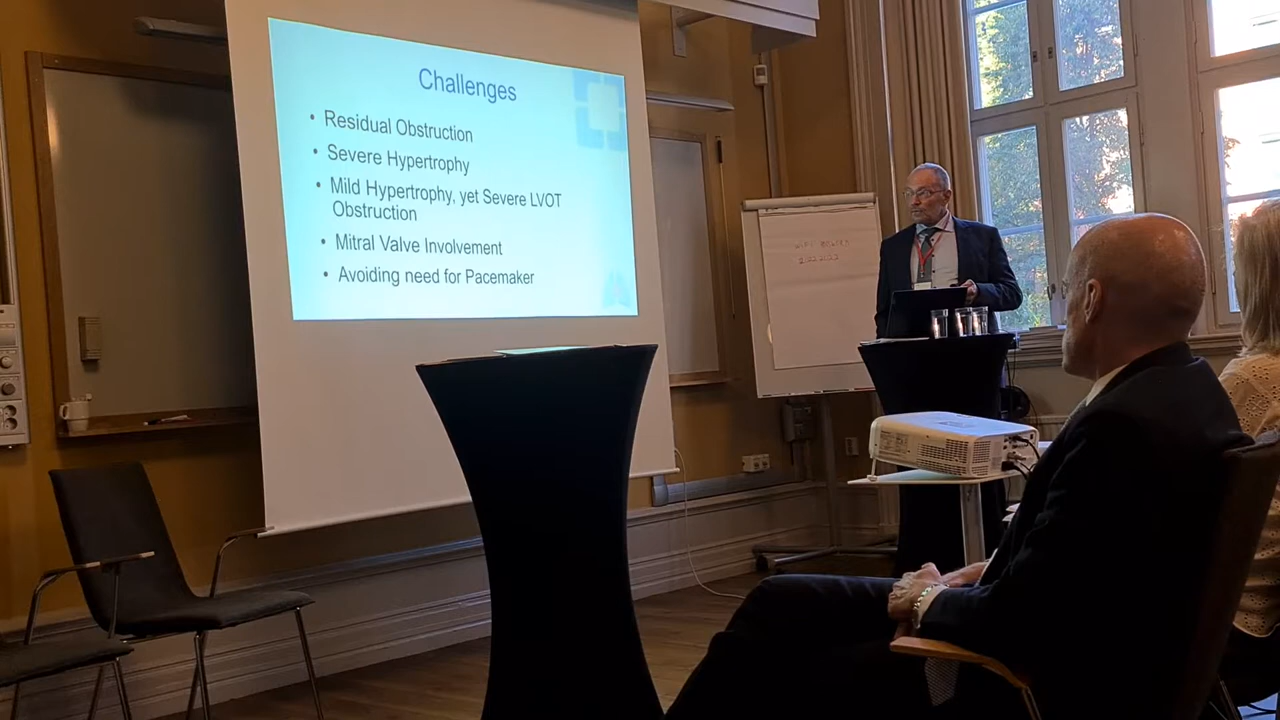 Challenges
• Residual Obstruction
• Severe Hypertrophy
• Mild Hypertrophy, yet Severe LVOT
Obstruction
• Mitral Valve Involvement
• Avoiding need for Pacemaker